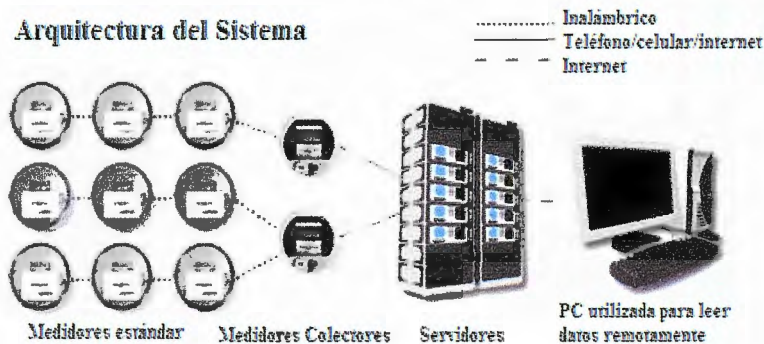 Arquitectura del Sistema
Inalámbrico
Teléfono/celular/internet
Internet
Medidores estándar
Medidores Colectores
Servidores
PC utilizada para leer
datos remotamente